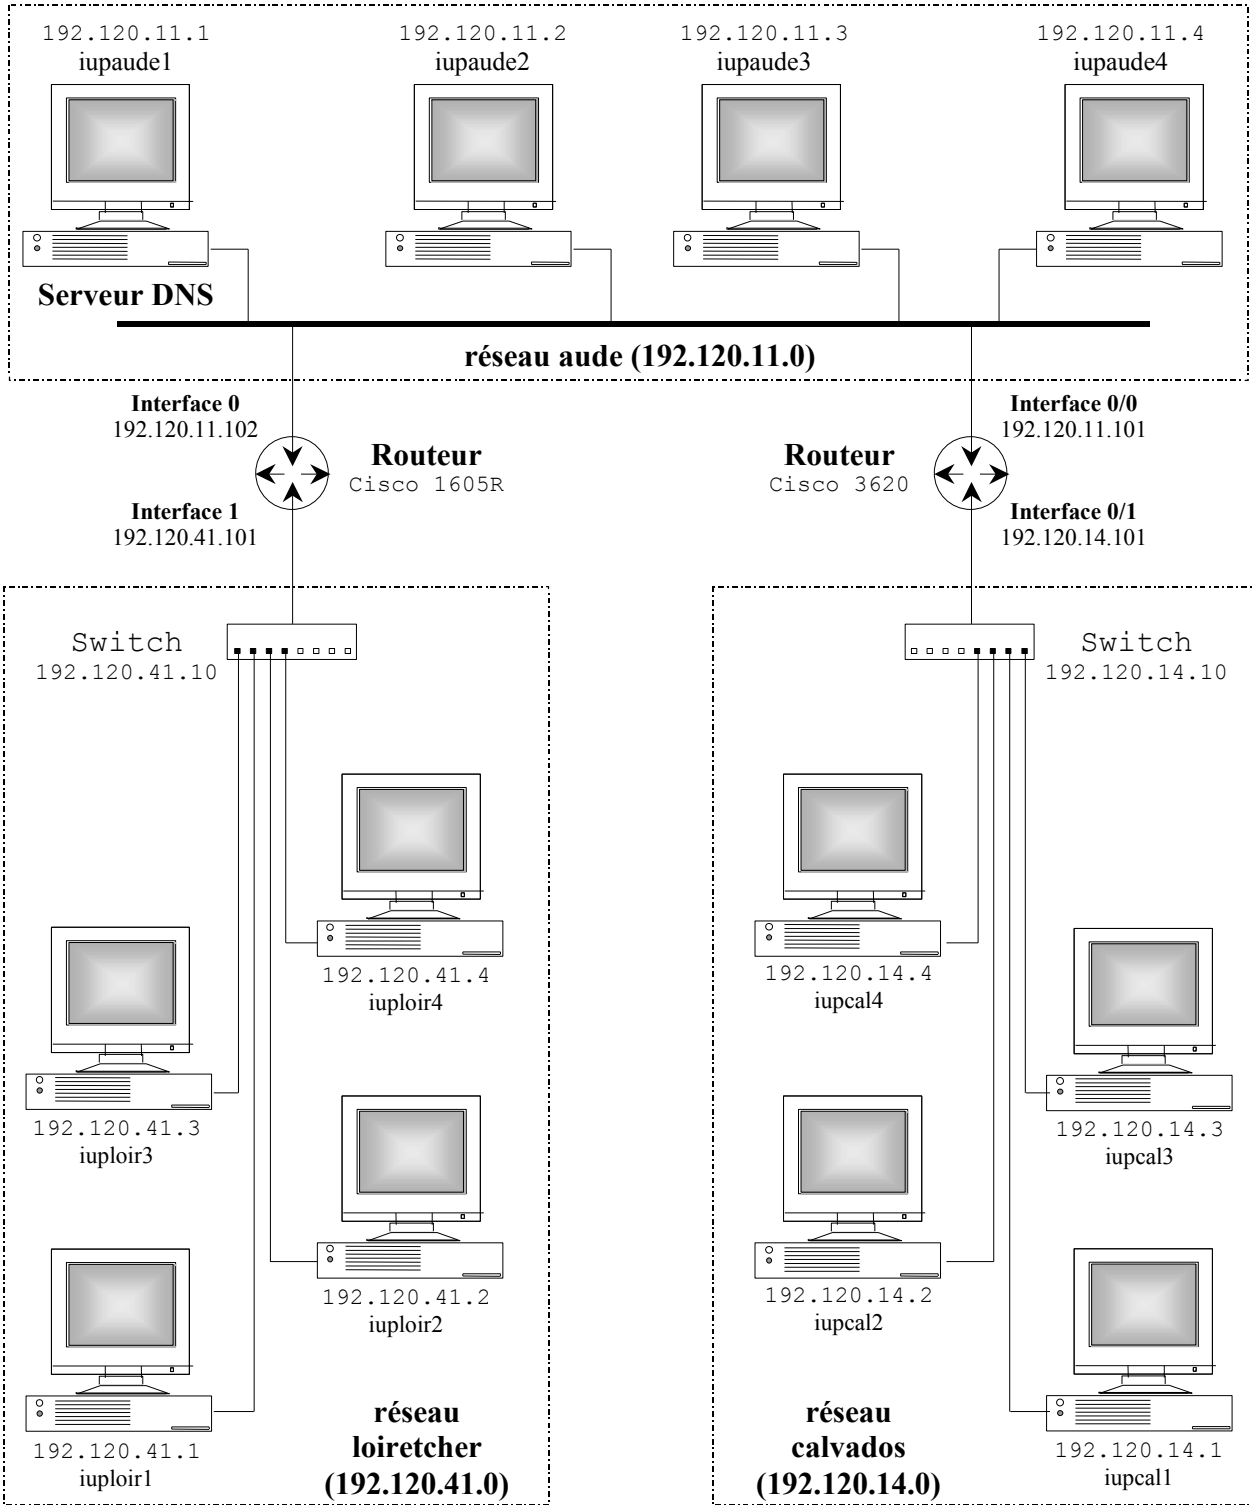 192.120.11.1
iupaude1
192.120.11.2
iupaude2
192.120.11.3
iupaude3
192.120.11.4
iupaude4
Serveur DNS
réseau aude (192.120.11.0)
Interface 0
192.120.11.102
Routeur
Cisco 1605R
Interface 1
192.120.41.101
Interface 0/0
192.120.11.101
Routeur
Cisco 3620
Interface 0/1
192.120.14.101
Switch
192.120.41.10
192.120.41.4
iuploir4
192.120.41.3
iuploir3
192.120.41.2
iuploir2
192.120.41.1
iuploir1
réseau
loiretcher
(192.120.41.0)
Switch
192.120.14.10
192.120.14.4
iupcal4
192.120.14.3
iupcal3
192.120.14.2
iupcal2
192.120.14.1
iupcal1
réseau
calvados
(192.120.14.0)